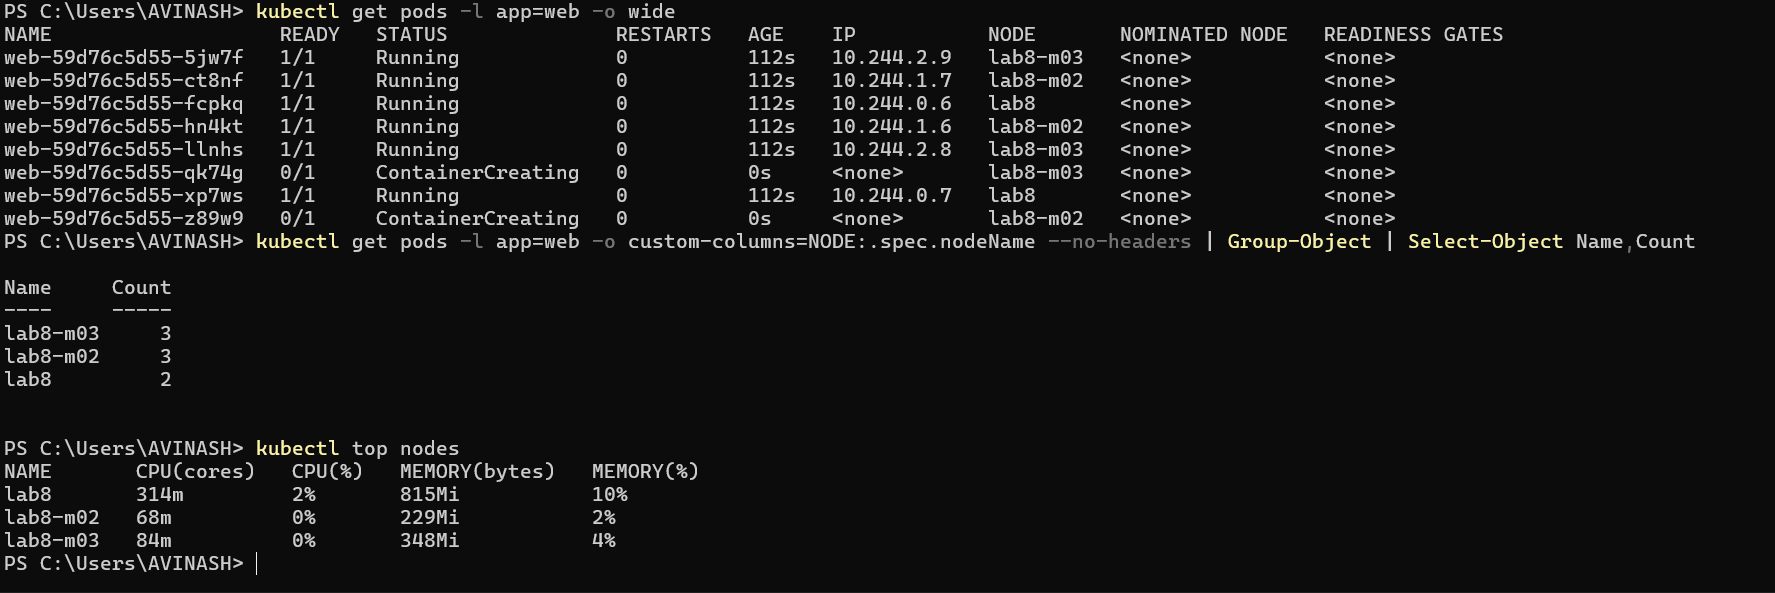 PS C:\Users\AVINASH> kubectl get pods -l app=web -o wide
NAME                   READY   STATUS              RESTARTS   AGE    IP           NODE       NOMINATED NODE   READINESS GATES
web-59d76c5d55-5jw7f   1/1     Running             0          112s   10.244.2.9   lab8-m03   <none>           <none>
web-59d76c5d55-ct8nf   1/1     Running             0          112s   10.244.1.7   lab8-m02   <none>           <none>
web-59d76c5d55-fcpkq   1/1     Running             0          112s   10.244.0.6   lab8       <none>           <none>
web-59d76c5d55-hn4kt   1/1     Running             0          112s   10.244.1.6   lab8-m02   <none>           <none>
web-59d76c5d55-llnhs   1/1     Running             0          112s   10.244.2.8   lab8-m03   <none>           <none>
web-59d76c5d55-qk74g   0/1     ContainerCreating   0          0s     <none>       lab8-m03   <none>           <none>
web-59d76c5d55-xp7ws   1/1     Running             0          112s   10.244.0.7   lab8       <none>           <none>
web-59d76c5d55-z89w9   0/1     ContainerCreating   0          0s     <none>       lab8-m02   <none>           <none>
PS C:\Users\AVINASH> kubectl get pods -l app=web -o custom-columns=NODE:.spec.nodeName --no-headers | Group-Object | Select-Object Name,Count
Name     Count
----     -----
lab8-m03     3
lab8-m02     3
lab8         2
PS C:\Users\AVINASH> kubectl top nodes
NAME       CPU(cores)   CPU(%)   MEMORY(bytes)   MEMORY(%)
lab8       314m         2%       815Mi           10%
lab8-m02   68m          0%       229Mi           2%
lab8-m03   84m          0%       348Mi           4%
PS C:\Users\AVINASH>